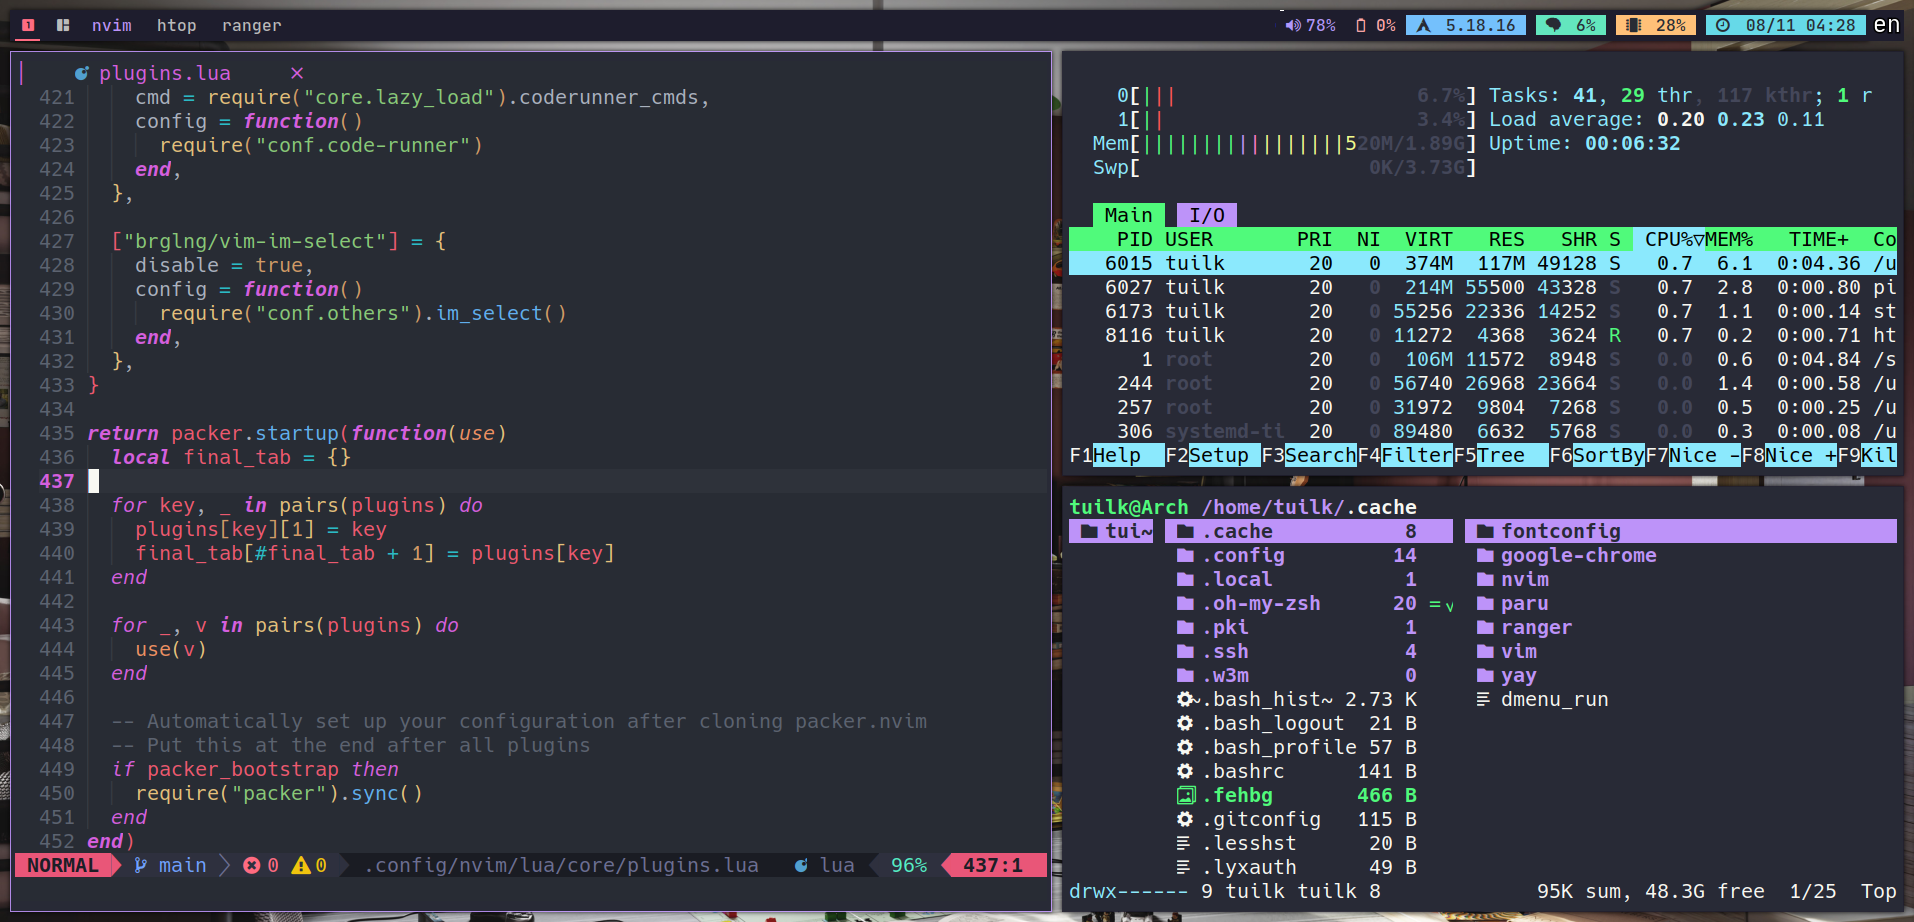 1 nvim htop ranger 78% 0% 5.18.16 6% 28% 08/11 04:28 en
plugins.lua ×
421 cmd = require("core.lazy_load").coderunner_cmds,
422 config = function()
423 require("conf.code-runner")
424 end,
425 },
426
427 ["brglng/vim-im-select"] = {
428 disable = true,
429 config = function()
430 require("conf.others").im_select()
431 end,
432 },
433 }
434
435 return packer.startup(function(use)
436 local final_tab = {}
437
438 for key, _ in pairs(plugins) do
439 plugins[key][1] = key
440 final_tab[#final_tab + 1] = plugins[key]
441 end
442
443 for _, v in pairs(plugins) do
444 use(v)
445 end
446
447 -- Automatically set up your configuration after cloning packer.nvim
448 -- Put this at the end after all plugins
449 if packer_bootstrap then
450 require("packer").sync()
451 end
452 end)
NORMAL main 0 0 .config/nvim/lua/core/plugins.lua lua 96% 437:1
0[||| 6.7%] Tasks: 41, 29 thr, 117 kthr; 1 r
1[|| 3.4%] Load average: 0.20 0.23 0.11
Mem[|||||||||||||||||520M/1.89G] Uptime: 00:06:32
Swp[ 0K/3.73G]
Main I/O
PID USER PRI NI VIRT RES SHR S CPU%▽MEM% TIME+ Co
6015 tuilk 20 0 374M 117M 49128 S 0.7 6.1 0:04.36 /u
6027 tuilk 20 0 214M 55500 43328 S 0.7 2.8 0:00.80 pi
6173 tuilk 20 0 55256 22336 14252 S 0.7 1.1 0:00.14 st
8116 tuilk 20 0 11272 4368 3624 R 0.7 0.2 0:00.71 ht
1 root 20 0 106M 11572 8948 S 0.0 0.6 0:04.84 /s
244 root 20 0 56740 26968 23664 S 0.0 1.4 0:00.58 /u
257 root 20 0 31972 9804 7268 S 0.0 0.5 0:00.25 /u
306 systemd-ti 20 0 89480 6632 5768 S 0.0 0.3 0:00.08 /u
F1Help F2Setup F3SearchF4FilterF5Tree F6SortByF7Nice -F8Nice +F9Kil
tuilk@Arch /home/tuilk/.cache
tui~ .cache 8 fontconfig
.config 14 google-chrome
.local 1 nvim
.oh-my-zsh 20 =✓ paru
.pki 1 ranger
.ssh 4 vim
.w3m 0 yay
.bash_hist~ 2.73 K dmenu_run
.bash_logout 21 B
.bash_profile 57 B
.bashrc 141 B
.fehbg 466 B
.gitconfig 115 B
.lesshst 20 B
.lyxauth 49 B
drwx------ 9 tuilk tuilk 8 95K sum, 48.3G free 1/25 Top